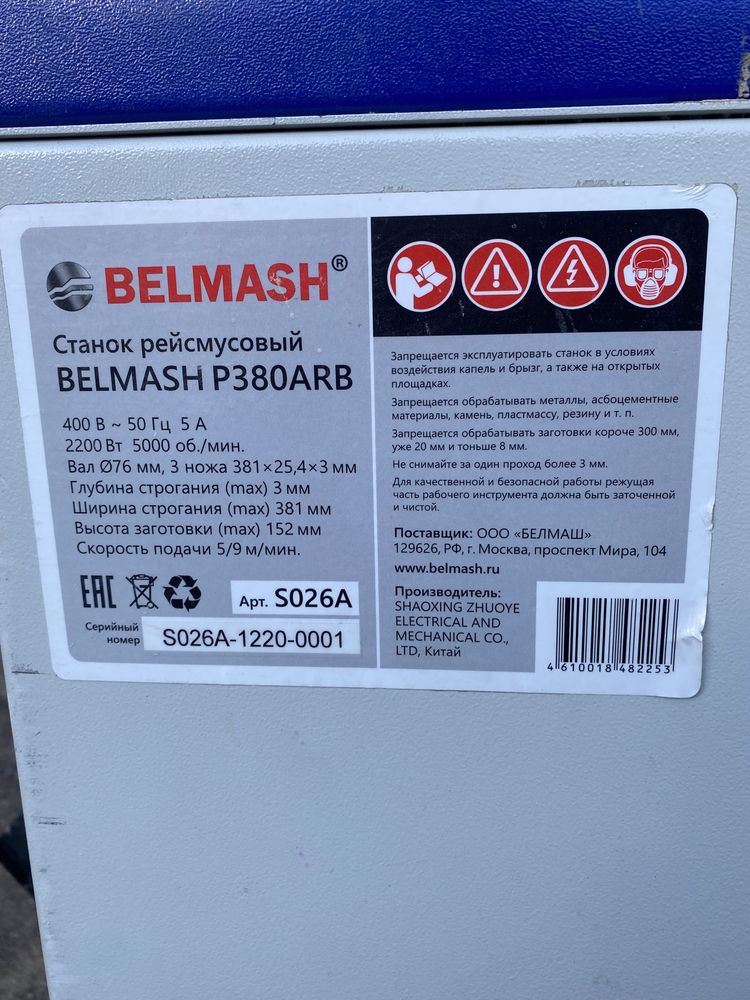 BELMASH®
Станок рейсмусовый
BELMASH P380ARB
400 В ~ 50 Гц 5 А
2200 Вт 5000 об./мин.
Вал Ø76 мм, 3 ножа 381×25,4×3 мм
Глубина строгания (max) 3 мм
Ширина строгания (max) 381 мм
Высота заготовки (max) 152 мм
Скорость подачи 5/9 м/мин.
EAC
Арт. S026A
Серийный
номер
S026A-1220-0001
Запрещается эксплуатировать станок в условиях
воздействия капель и брызг, а также на открытых
площадках.
Запрещается обрабатывать металлы, асбоцементные
материалы, камень, пластмассу, резину и т. п.
Запрещается обрабатывать заготовки короче 300 мм,
уже 20 мм и тоньше 8 мм.
Не снимайте за один проход более 3 мм.
Для качественной и безопасной работы режущая
часть рабочего инструмента должна быть заточенной
и чистой.
Поставщик: ООО «БЕЛМАШ»
129626, РФ, г. Москва, проспект Мира, 104
www.belmash.ru
Производитель:
SHAOXING ZHUOYE
ELECTRICAL AND
MECHANICAL CO.,
LTD, Китай
4 610018 482253